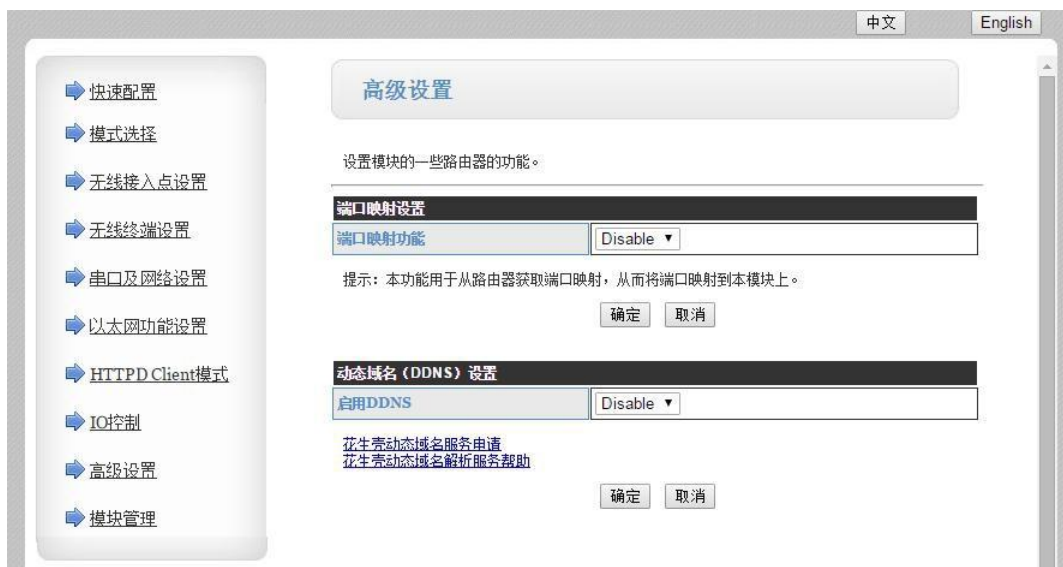 中文
English
快速配置
模式选择
无线接入点设置
无线终端设置
串口及网络设置
以太网功能设置
HTTPD Client模式
IO控制
高级设置
模块管理
高级设置
设置模块的一些路由器的功能。
端口映射设置
端口映射功能 Disable
提示：本功能用于从路由器获取端口映射，从而将端口映射到本模块上。
确定 取消
动态域名（DDNS）设置
启用DDNS Disable
花生壳动态域名服务申请
花生壳动态域名解析服务帮助
确定 取消